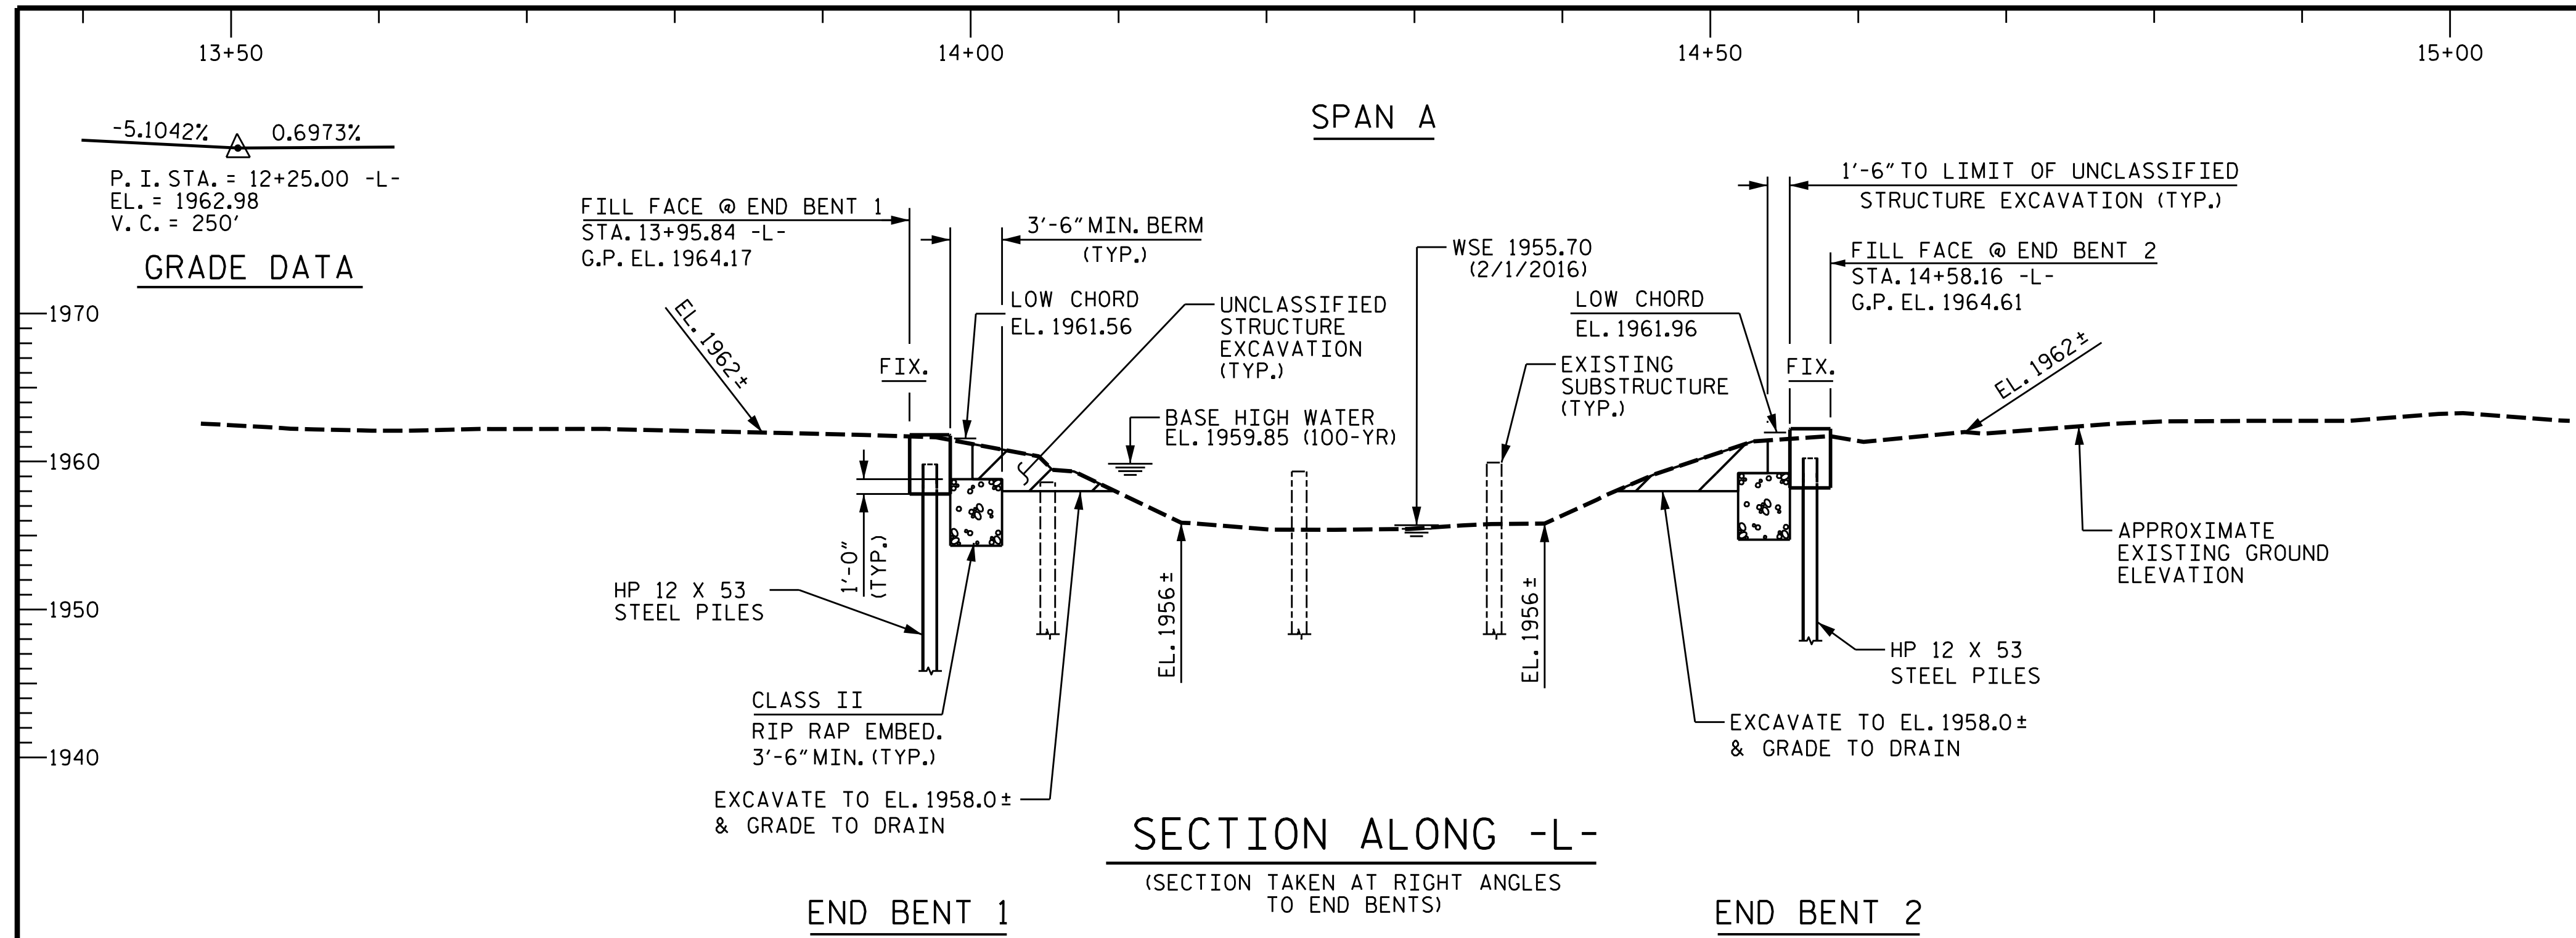 13+50
14+00
14+50
15+00
SPAN A
-5.1042%
0.6973%
P.I. STA. = 12+25.00 -L-
EL. = 1962.98
V.C. = 250'
GRADE DATA
FILL FACE @ END BENT 1
STA. 13+95.84 -L-
G.P. EL. 1964.17
3'-6" MIN. BERM
(TYP.)
LOW CHORD
EL. 1961.56
UNCLASSIFIED
STRUCTURE
EXCAVATION
(TYP.)
WSE 1955.70
(2/1/2016)
LOW CHORD
EL. 1961.96
1'-6" TO LIMIT OF UNCLASSIFIED
STRUCTURE EXCAVATION (TYP.)
FILL FACE @ END BENT 2
STA. 14+58.16 -L-
G.P. EL. 1964.61
1970
1960
1950
1940
EL. 1962±
FIX.
BASE HIGH WATER
EL. 1959.85 (100-YR)
EXISTING
SUBSTRUCTURE
(TYP.)
FIX.
EL. 1962±
1'-0"
(TYP.)
HP 12 X 53
STEEL PILES
EL. 1956±
EL. 1956±
APPROXIMATE
EXISTING GROUND
ELEVATION
HP 12 X 53
STEEL PILES
CLASS II
RIP RAP EMBED.
3'-6" MIN. (TYP.)
EXCAVATE TO EL. 1958.0±
& GRADE TO DRAIN
EXCAVATE TO EL. 1958.0±
& GRADE TO DRAIN
SECTION ALONG -L-
(SECTION TAKEN AT RIGHT ANGLES
TO END BENTS)
END BENT 1
END BENT 2